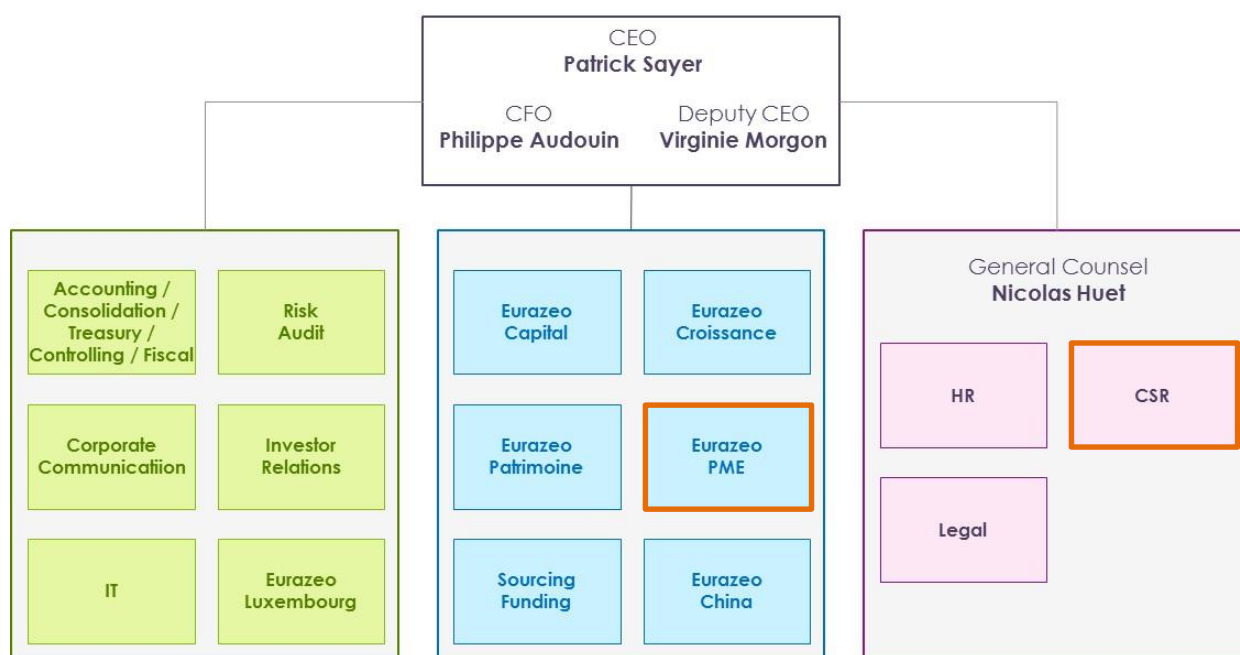 CEO
Patrick Sayer
CFO
Philippe Audouin
Deputy CEO
Virginie Morgon
Accounting /
Consolidation /
Treasury /
Controlling / Fiscal
Risk
Audit
Corporate
Communicatiion
Investor
Relations
IT
Eurazeo
Luxembourg
Eurazeo
Capital
Eurazeo
Croissance
Eurazeo
Patrimoine
Eurazeo
PME
Sourcing
Funding
Eurazeo
China
General Counsel
Nicolas Huet
HR
CSR
Legal